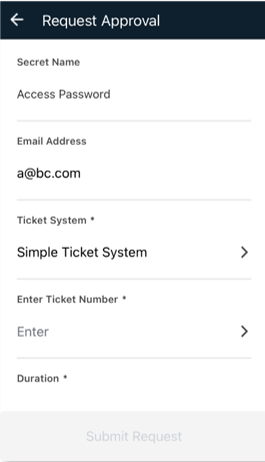 Request Approval
Secret Name
Access Password
Email Address
a@bc.com
Ticket System *
Simple Ticket System
Enter Ticket Number *
Enter
Duration *
Submit Request